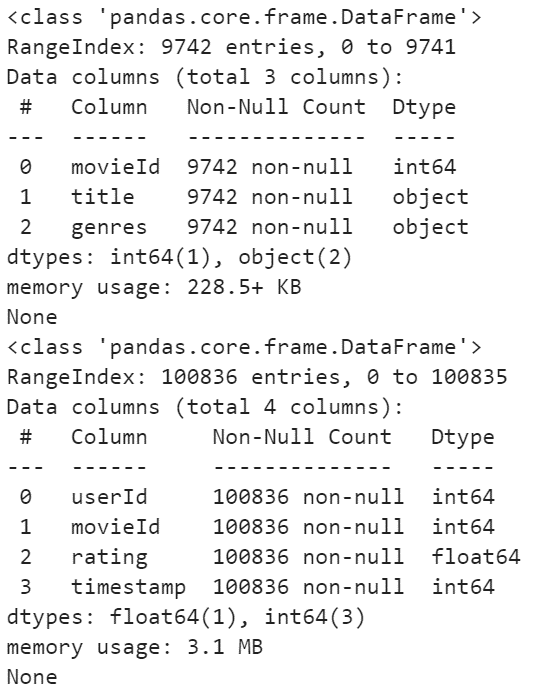 <class 'pandas.core.frame.DataFrame'>
RangeIndex: 9742 entries, 0 to 9741
Data columns (total 3 columns):
 #   Column   Non-Null Count  Dtype
---  ------   --------------  -----
 0   movieId  9742 non-null   int64
 1   title    9742 non-null   object
 2   genres   9742 non-null   object
dtypes: int64(1), object(2)
memory usage: 228.5+ KB
None
<class 'pandas.core.frame.DataFrame'>
RangeIndex: 100836 entries, 0 to 100835
Data columns (total 4 columns):
 #   Column     Non-Null Count   Dtype
---  ------     --------------   -----
 0   userId     100836 non-null  int64
 1   movieId    100836 non-null  int64
 2   rating     100836 non-null  float64
 3   timestamp  100836 non-null  int64
dtypes: float64(1), int64(3)
memory usage: 3.1 MB
None